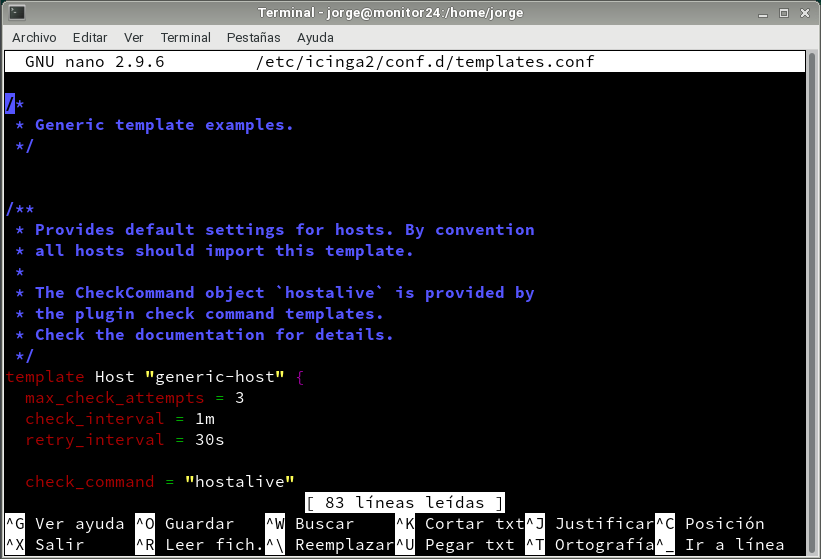 Terminal - jorge@monitor24:/home/jorge
Archivo Editar Ver Terminal Pestañas Ayuda
GNU nano 2.9.6 /etc/icinga2/conf.d/templates.conf
/*
 * Generic template examples.
 */
/**
 * Provides default settings for hosts. By convention
 * all hosts should import this template.
 *
 * The CheckCommand object `hostalive` is provided by
 * the plugin check command templates.
 * Check the documentation for details.
 */
template Host "generic-host" {
  max_check_attempts = 3
  check_interval = 1m
  retry_interval = 30s
  check_command = "hostalive"
[ 83 líneas leídas ]
^G Ver ayuda ^O Guardar ^W Buscar ^K Cortar txt ^J Justificar ^C Posición
^X Salir ^R Leer fich. ^\ Reemplazar ^U Pegar txt ^T Ortografía ^_ Ir a línea